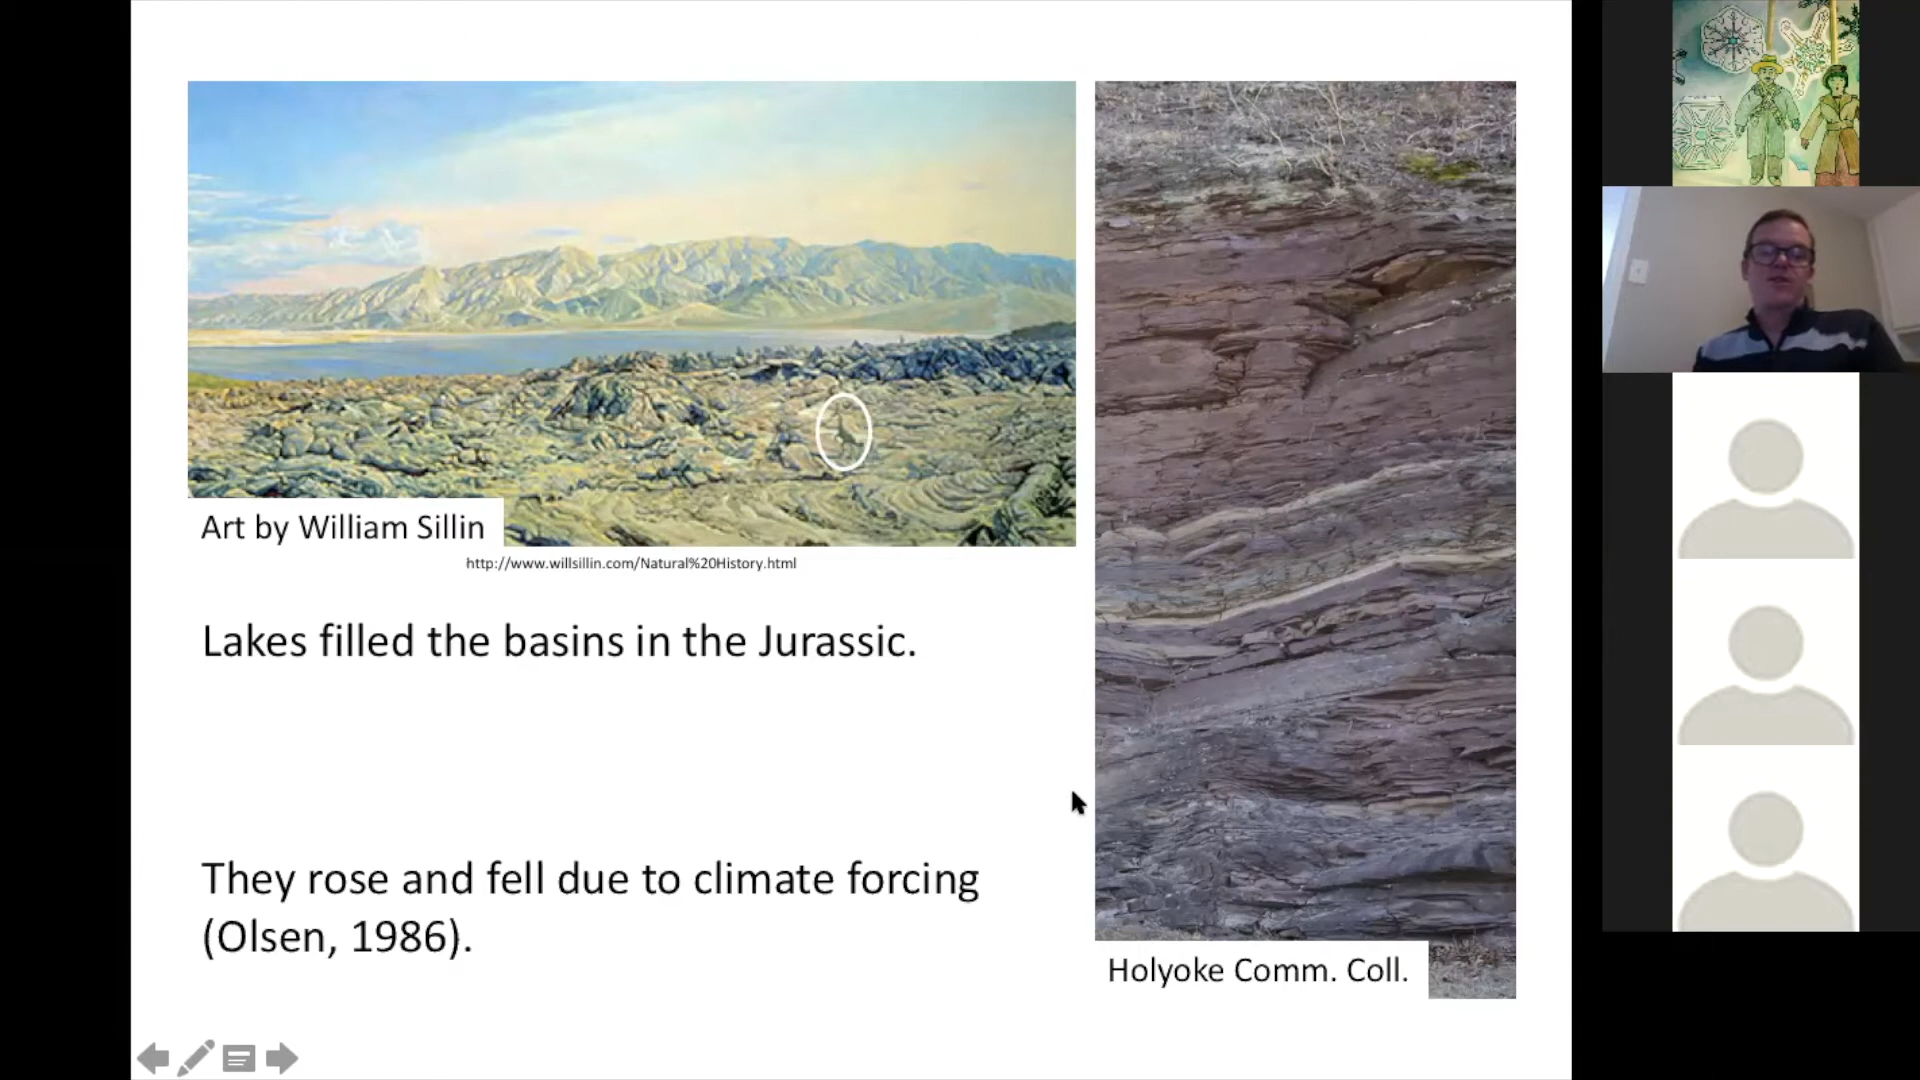 Art by William Sillin
http://www.willsillin.com/Natural%20History.html
Lakes filled the basins in the Jurassic.
They rose and fell due to climate forcing
(Olsen, 1986).
Holyoke Comm. Coll.